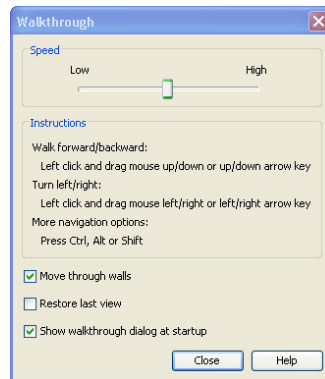 Walkthrough
Speed
Low High
Instructions
Walk forward/backward:
Left click and drag mouse up/down or up/down arrow key
Turn left/right:
Left click and drag mouse left/right or left/right arrow key
More navigation options:
Press Ctrl, Alt or Shift
Move through walls
Restore last view
Show walkthrough dialog at startup
Close Help